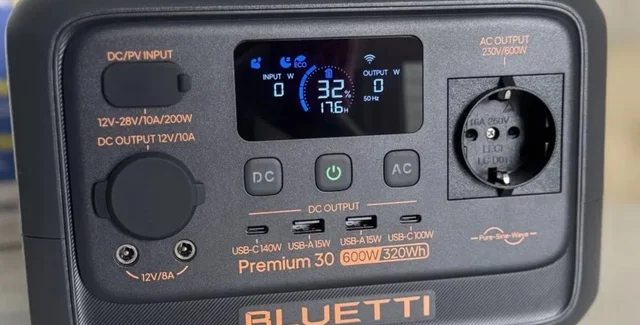 DC/PV INPUT
12V-28V/10A/200W
DC OUTPUT 12V/10A
12V/8A
ECO
INPUT W
0
32%
17.6H
OUTPUT W
0
50Hz
DC
AC
DC OUTPUT
USB-C 140W
USB-A 15W
USB-A 15W
USB-C 100W
Premium 30 600W 320Wh
AC OUTPUT
230V/600W
16A 250V
Pure-Sine-Wave
BLUETTI